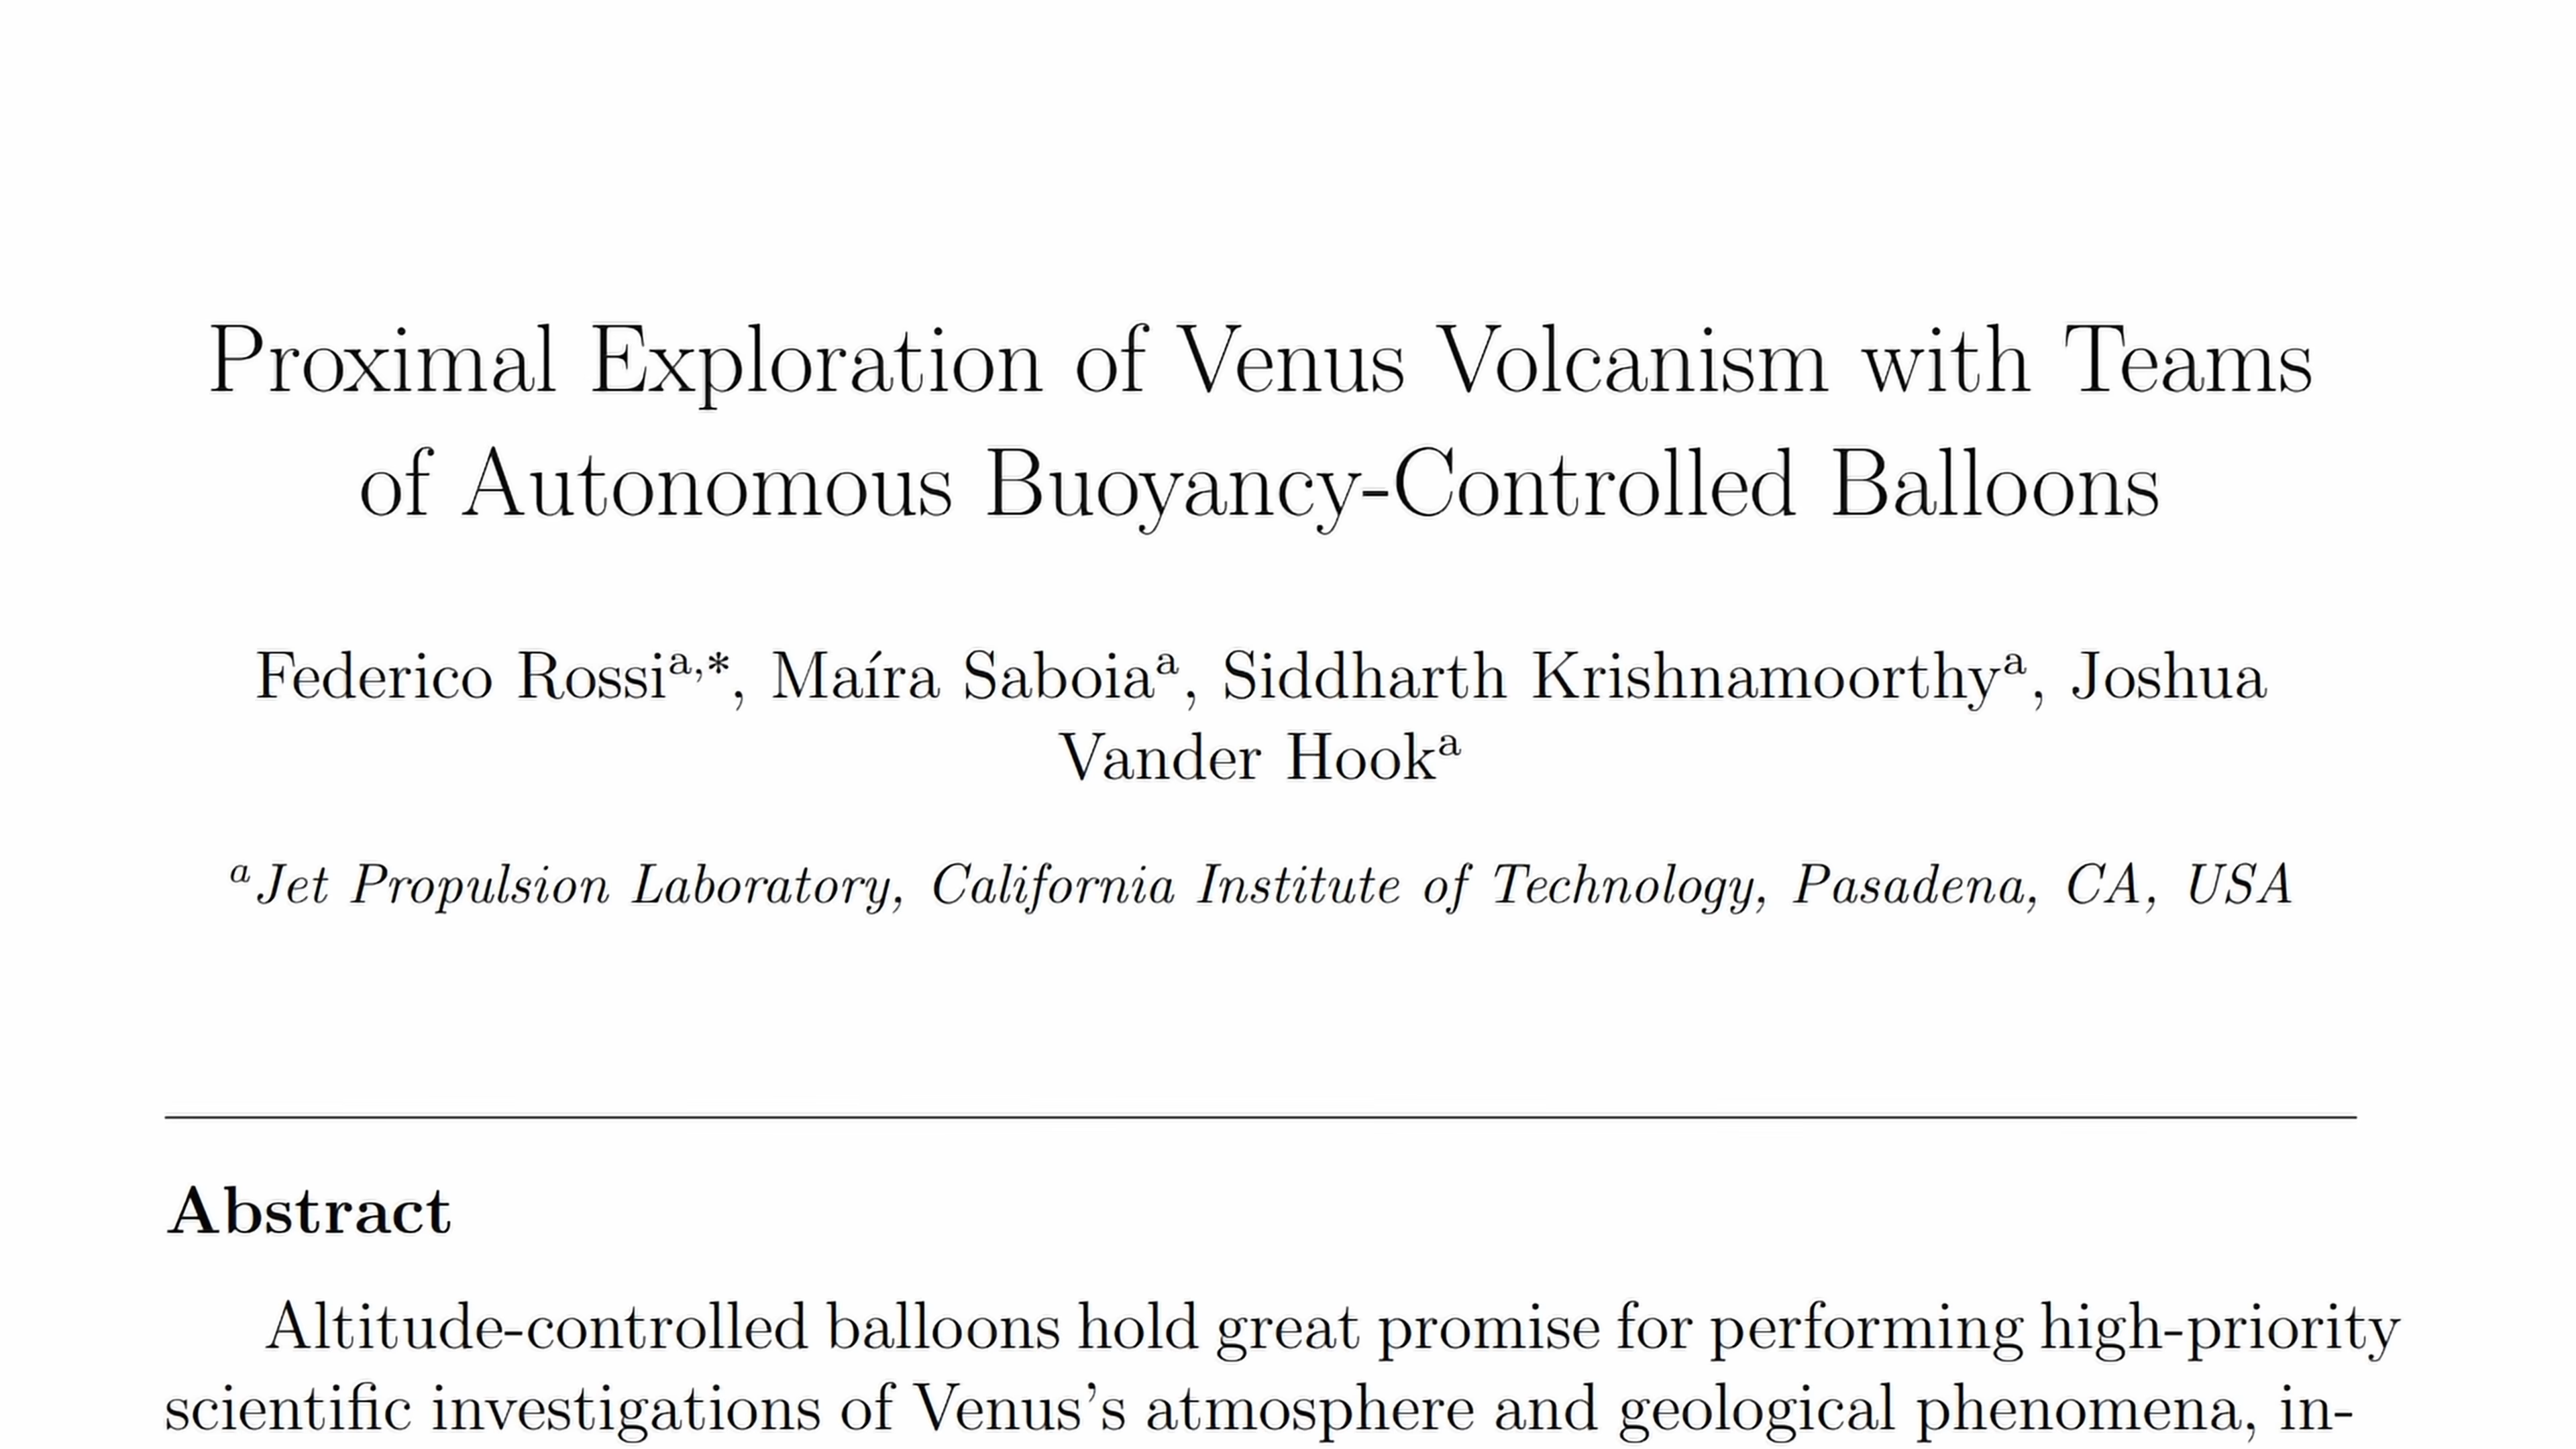 Proximal Exploration of Venus Volcanism with Teams
of Autonomous Buoyancy-Controlled Balloons
Federico Rossiᵃ,*, Maíra Saboiaᵃ, Siddharth Krishnamoorthyᵃ, Joshua
Vander Hookᵃ
ᵃJet Propulsion Laboratory, California Institute of Technology, Pasadena, CA, USA
Abstract
Altitude-controlled balloons hold great promise for performing high-priority
scientific investigations of Venus's atmosphere and geological phenomena, in-